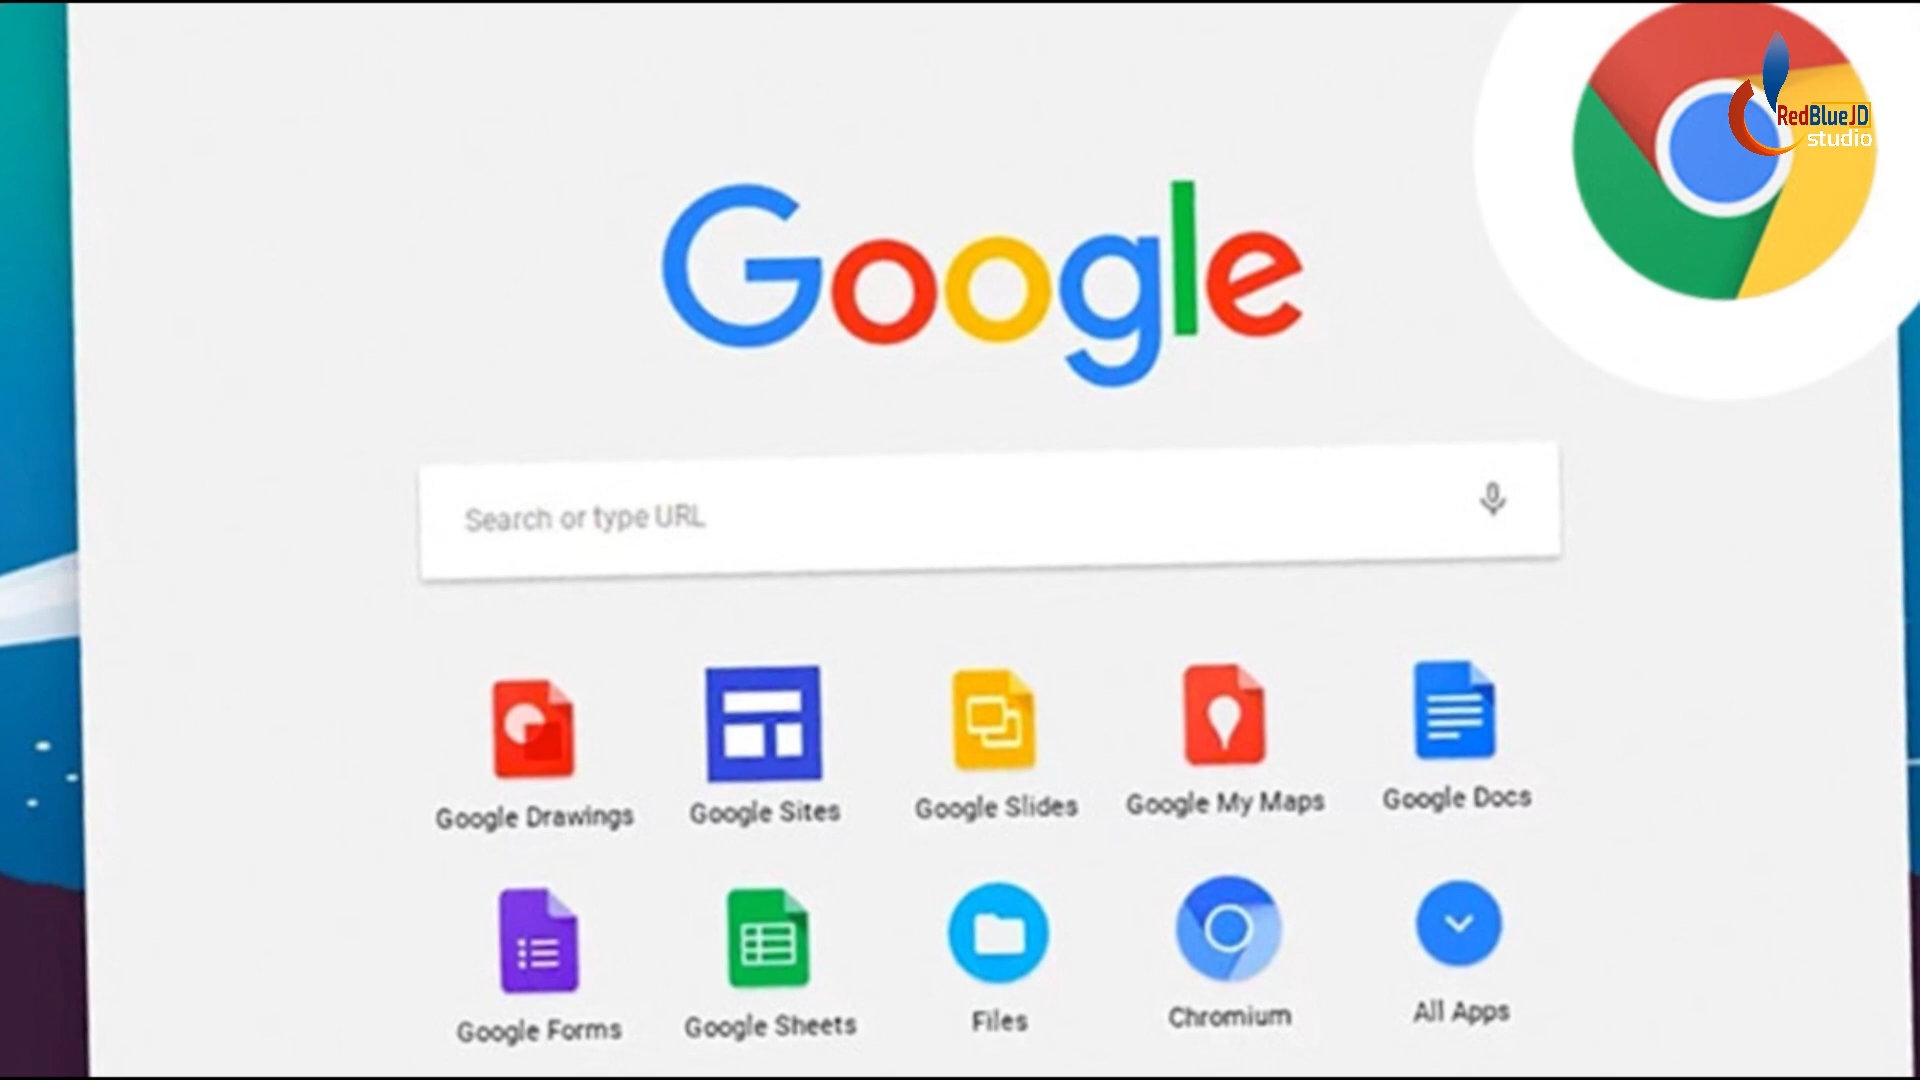 RedBlueJD
studio
Google
Search or type URL
Google Drawings
Google Sites
Google Slides
Google My Maps
Google Docs
Google Forms
Google Sheets
Files
Chromium
All Apps